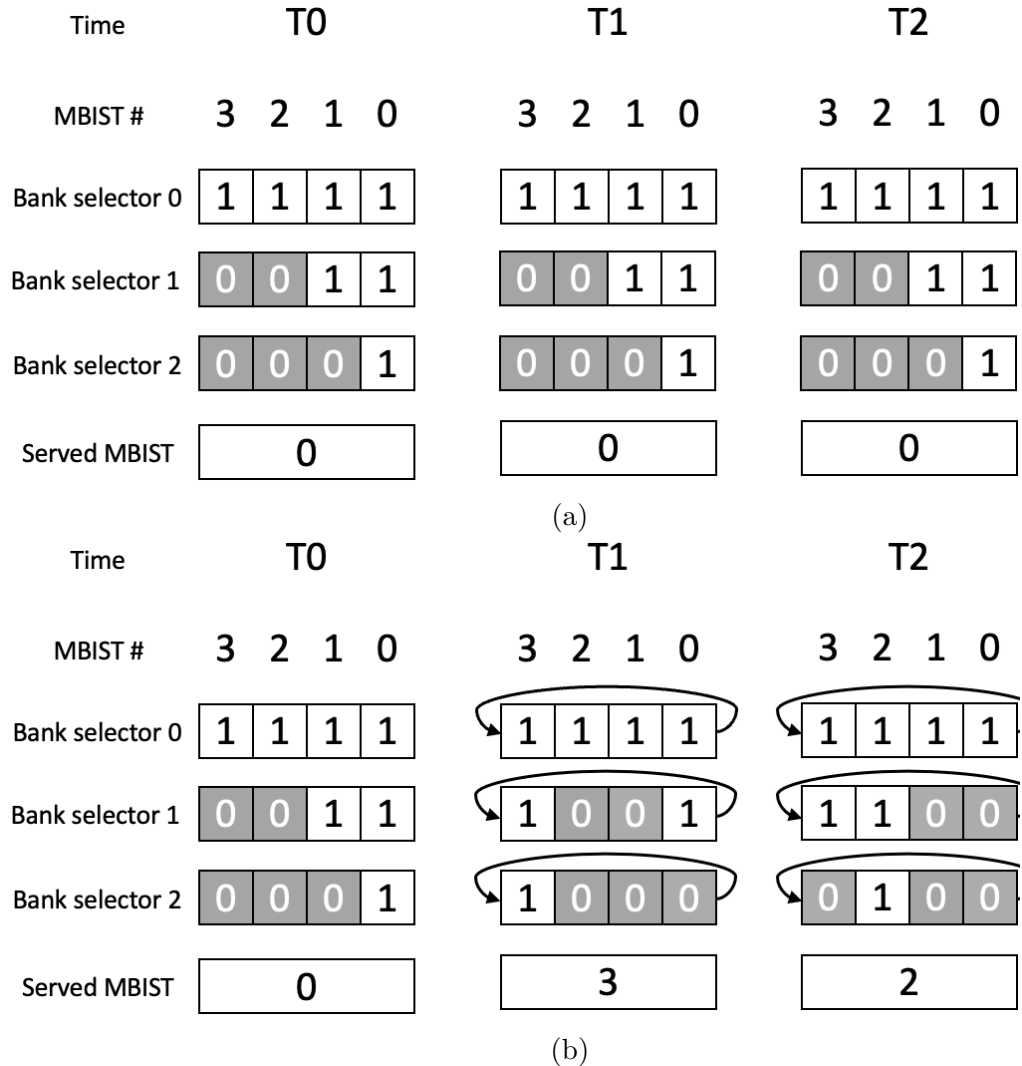 Time T0 T1 T2
MBIST # 3 2 1 0 3 2 1 0 3 2 1 0
Bank selector 0 1 1 1 1 1 1 1 1 1 1 1 1
Bank selector 1 0 0 1 1 0 0 1 1 0 0 1 1
Bank selector 2 0 0 0 1 0 0 0 1 0 0 0 1
Served MBIST 0 0 0
(a)
Time T0 T1 T2
MBIST # 3 2 1 0 3 2 1 0 3 2 1 0
Bank selector 0 1 1 1 1 1 1 1 1 1 1 1 1
Bank selector 1 0 0 1 1 1 0 0 1 1 1 0 0
Bank selector 2 0 0 0 1 1 0 0 0 0 1 0 0
Served MBIST 0 3 2
(b)